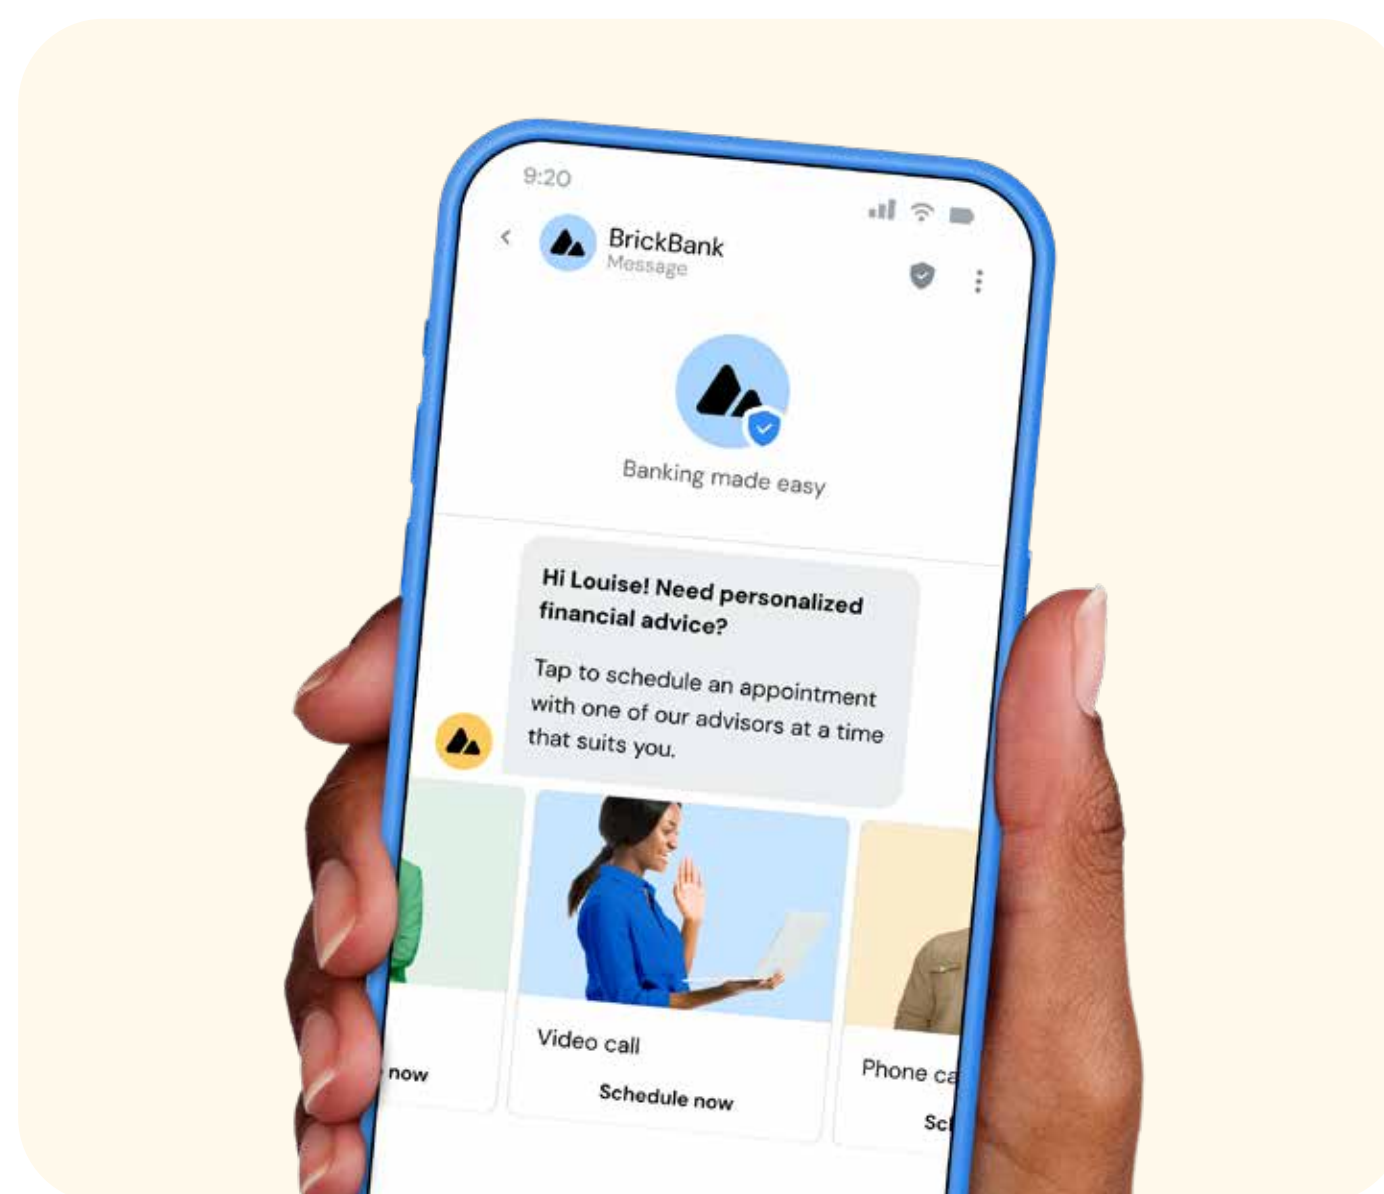 9:20
BrickBank
Message
Banking made easy
Hi Louise! Need personalized
financial advice?
Tap to schedule an appointment
with one of our advisors at a time
that suits you.
now
Video call
Schedule now
Phone